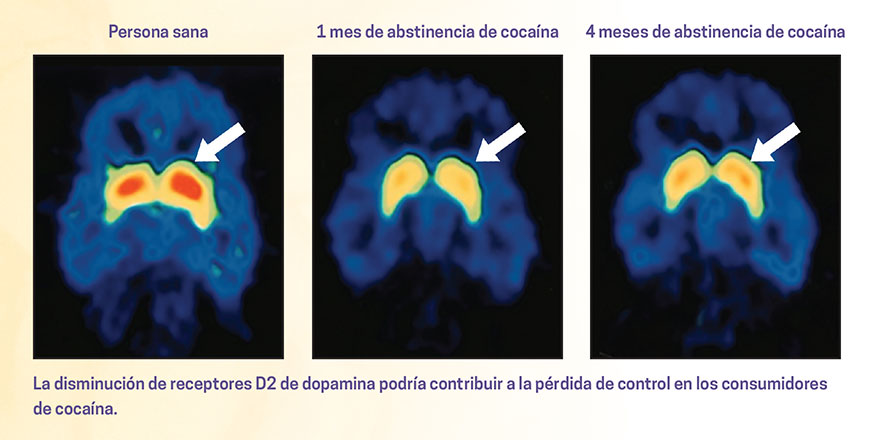 Persona sana
1 mes de abstinencia de cocaína
4 meses de abstinencia de cocaína
La disminución de receptores D2 de dopamina podría contribuir a la pérdida de control en los consumidores
de cocaína.